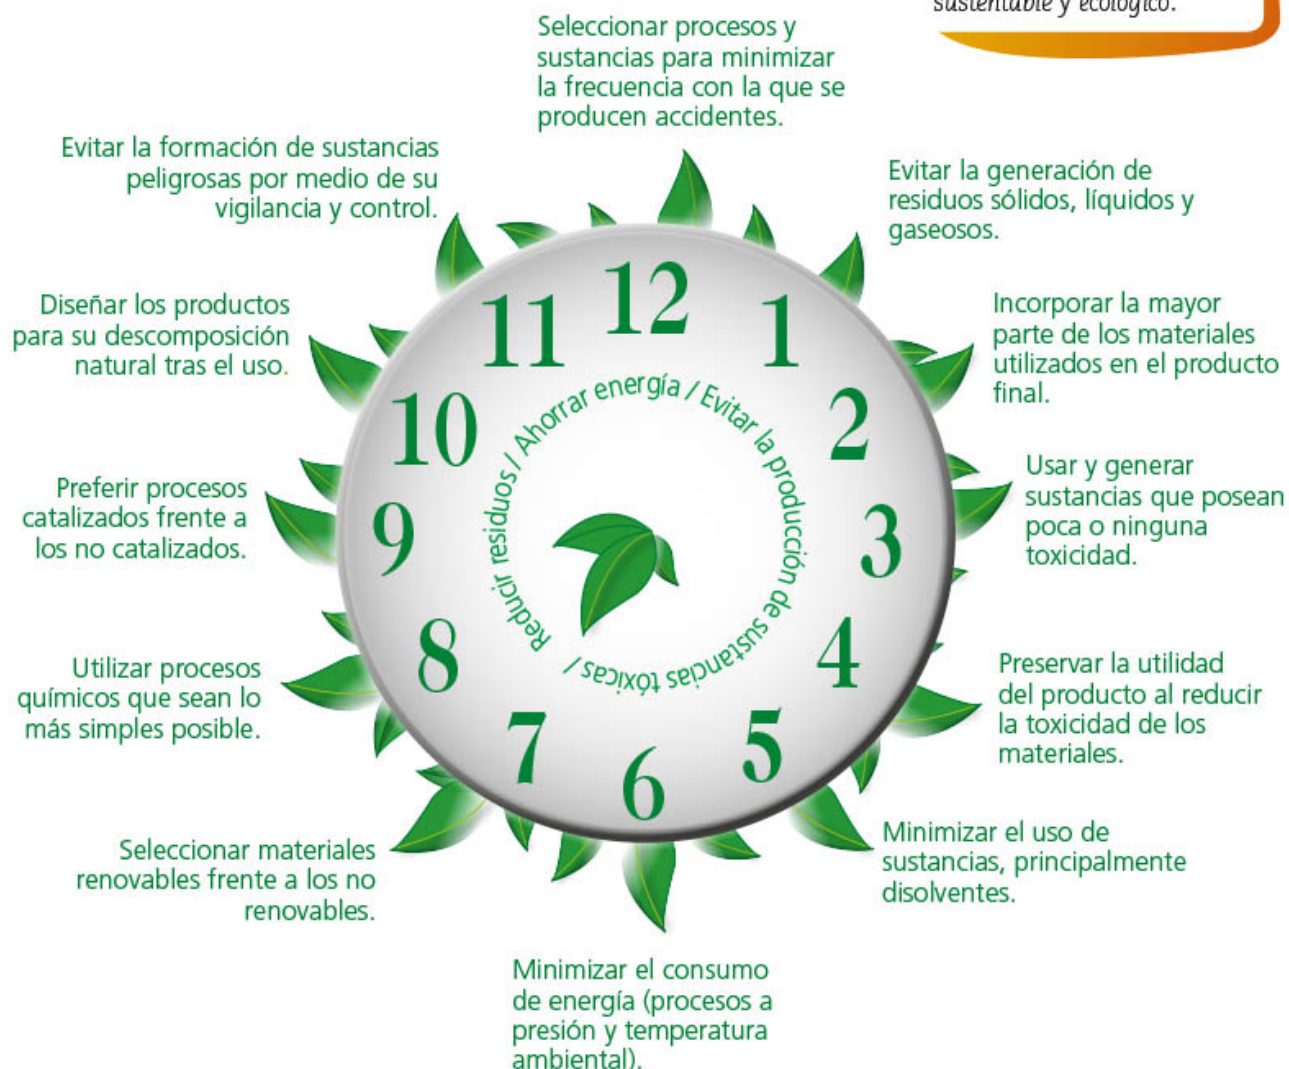 sustentable y ecológico.
Seleccionar procesos y
sustancias para minimizar
la frecuencia con la que se
producen accidentes.
Evitar la generación de
residuos sólidos, líquidos y
gaseosos.
Incorporar la mayor
parte de los materiales
utilizados en el producto
final.
Usar y generar
sustancias que posean
poca o ninguna
toxicidad.
Preservar la utilidad
del producto al reducir
la toxicidad de los
materiales.
Minimizar el uso de
sustancias, principalmente
disolventes.
Minimizar el consumo
de energía (procesos a
presión y temperatura
ambiental).
Seleccionar materiales
renovables frente a los no
renovables.
Utilizar procesos
químicos que sean lo
más simples posible.
Preferir procesos
catalizados frente a
los no catalizados.
Diseñar los productos
para su descomposición
natural tras el uso.
Evitar la formación de sustancias
peligrosas por medio de su
vigilancia y control.
12
1
2
3
4
5
6
7
8
9
10
11
Reducir residuos / Ahorrar energía / Evitar la producción de sustancias tóxicas /